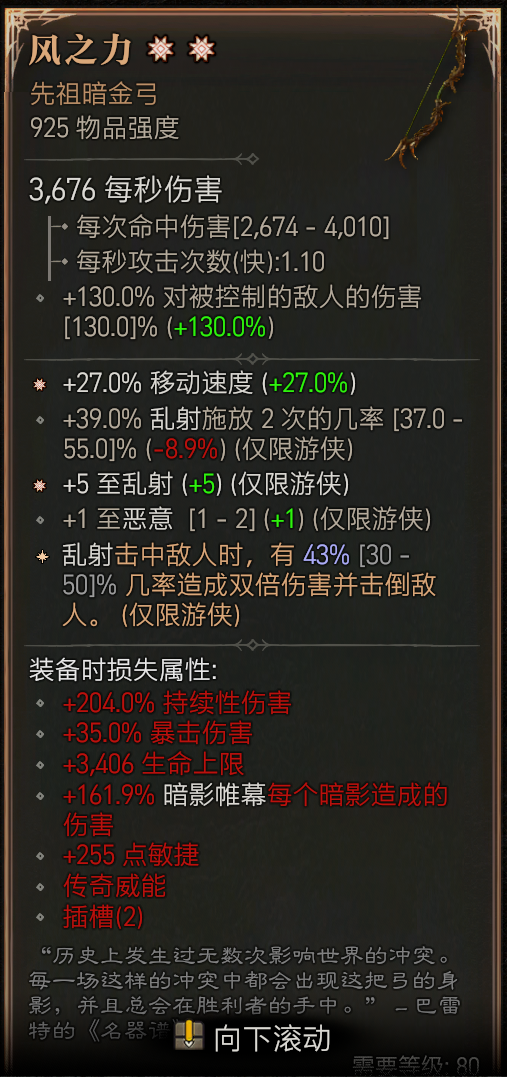 风之力
先祖暗金弓
925 物品强度
3,676 每秒伤害
每次命中伤害[2,674 - 4,010]
每秒攻击次数(快):1.10
+130.0% 对被控制的敌人的伤害
[130.0]% (+130.0%)
+27.0% 移动速度 (+27.0%)
+39.0% 乱射施放 2 次的几率 [37.0 -
55.0]% (-8.9%) (仅限游侠)
+5 至乱射 (+5) (仅限游侠)
+1 至恶意 [1 - 2] (+1) (仅限游侠)
乱射击中敌人时，有 43% [30 -
50]% 几率造成双倍伤害并击倒敌
人。 (仅限游侠)
装备时损失属性:
+204.0% 持续性伤害
+35.0% 暴击伤害
+3,406 生命上限
+161.9% 暗影帷幕每个暗影造成的
伤害
+255 点敏捷
传奇威能
插槽(2)
“历史上发生过无数次影响世界的冲突。
每一场这样的冲突中都会出现这把弓的身
影，并且总会在胜利者的手中。” – 巴雷
特的《名器谱
向下滚动
需要等级: 80